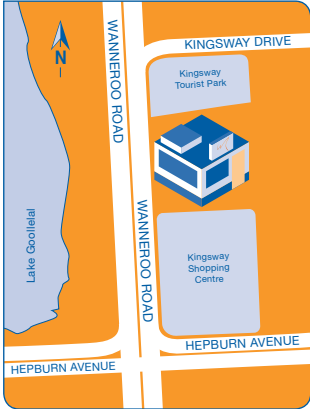 WANNEROO ROAD
KINGSWAY DRIVE
N
Kingsway
Tourist Park
Lake Goollelal
WANNEROO ROAD
Kingsway
Shopping
Centre
HEPBURN AVENUE
HEPBURN AVENUE